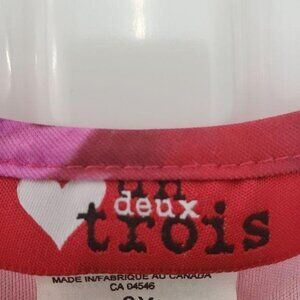 un
deux
trois
MADE IN/FABRIQUE AU CANADA
CA 04546